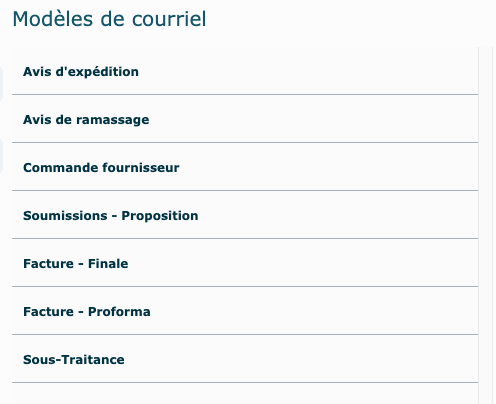 Modèles de courriel
Avis d'expédition
Avis de ramassage
Commande fournisseur
Soumissions - Proposition
Facture - Finale
Facture - Proforma
Sous-Traitance